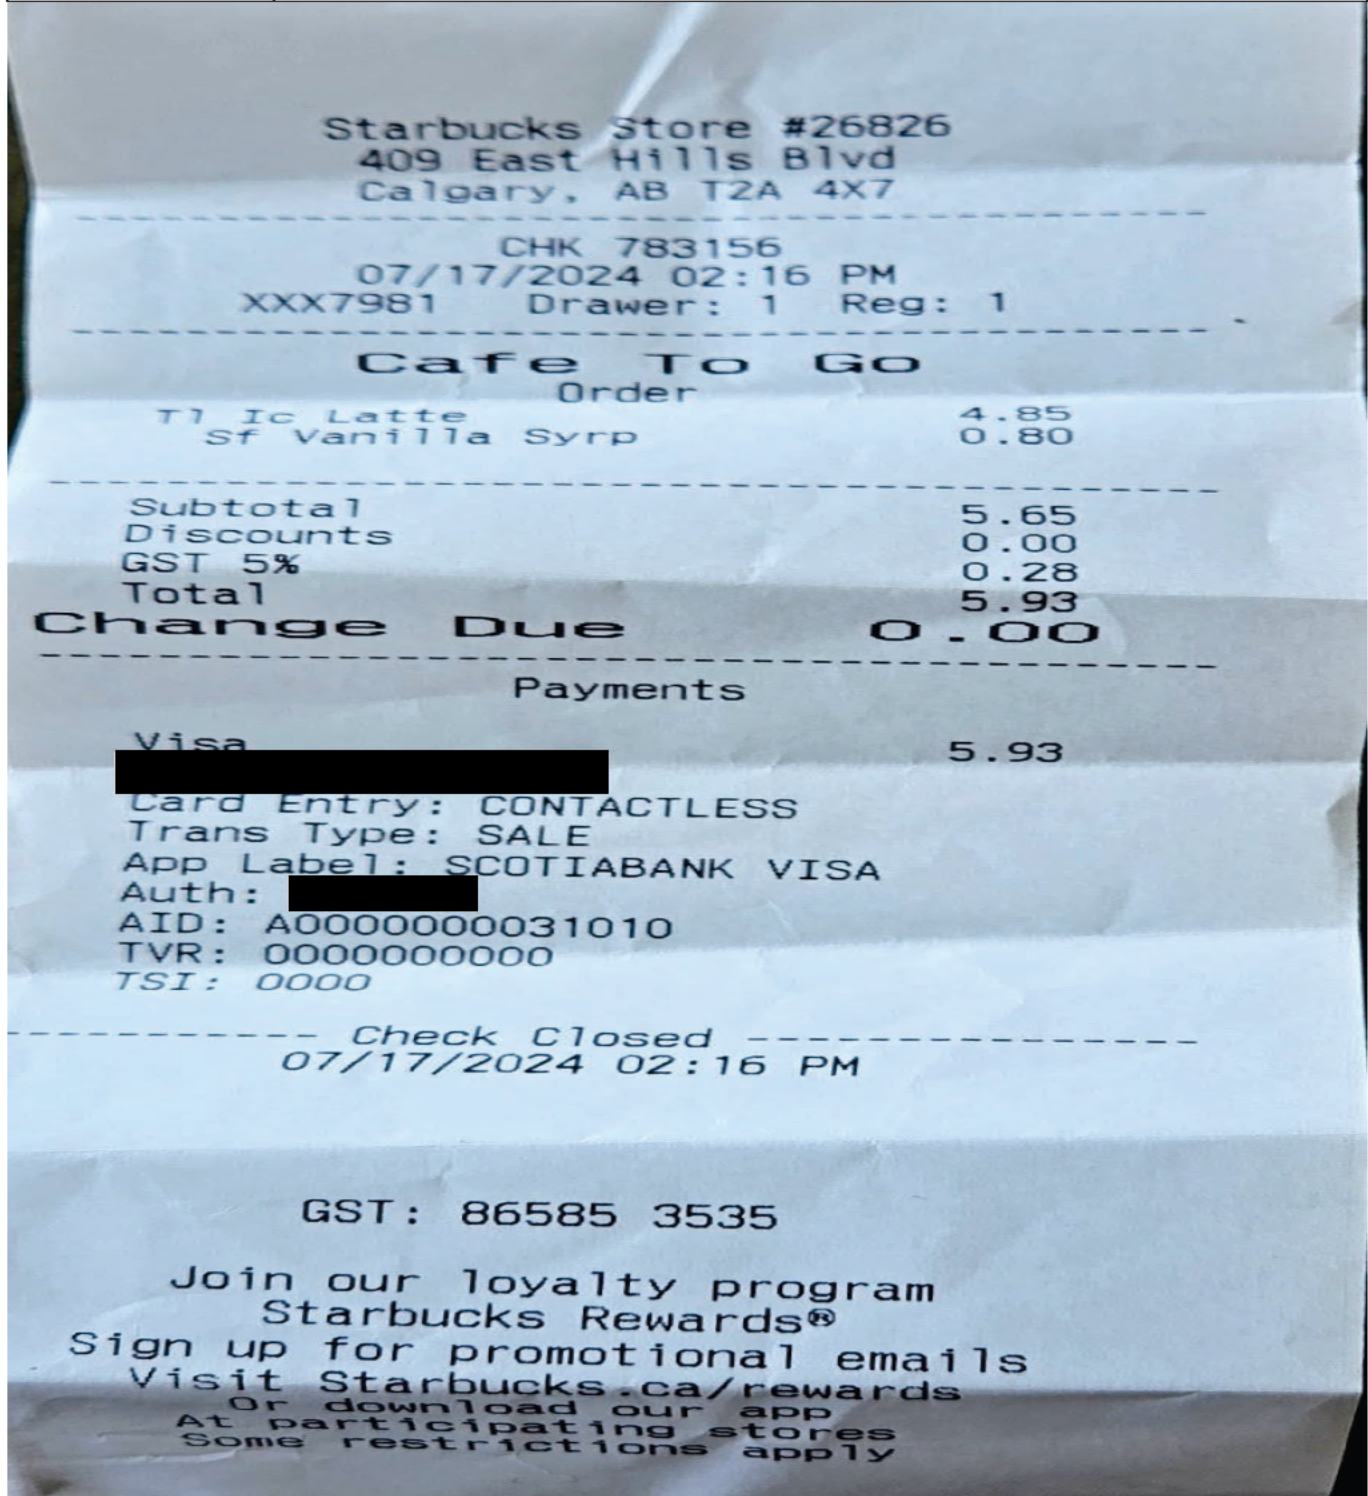 Starbucks Store #26826
409 East Hills Blvd
Calgary, AB T2A 4X7
CHK 783156
07/17/2024 02:16 PM
XXX7981 Drawer: 1 Reg: 1
Cafe To Go
Order
Tl Ic Latte 4.85
Sf Vanilla Syrp 0.80
Subtotal 5.65
Discounts 0.00
GST 5% 0.28
Total 5.93
Change Due 0.00
Payments
Visa 5.93
Card Entry: CONTACTLESS
Trans Type: SALE
App Label: SCOTIABANK VISA
Auth:
AID: A0000000031010
TVR: 0000000000
TSI: 0000
Check Closed
07/17/2024 02:16 PM
GST: 86585 3535
Join our loyalty program
Starbucks Rewards®
Sign up for promotional emails
Visit Starbucks.ca/rewards
Or download our app
At participating stores
Some restrictions apply